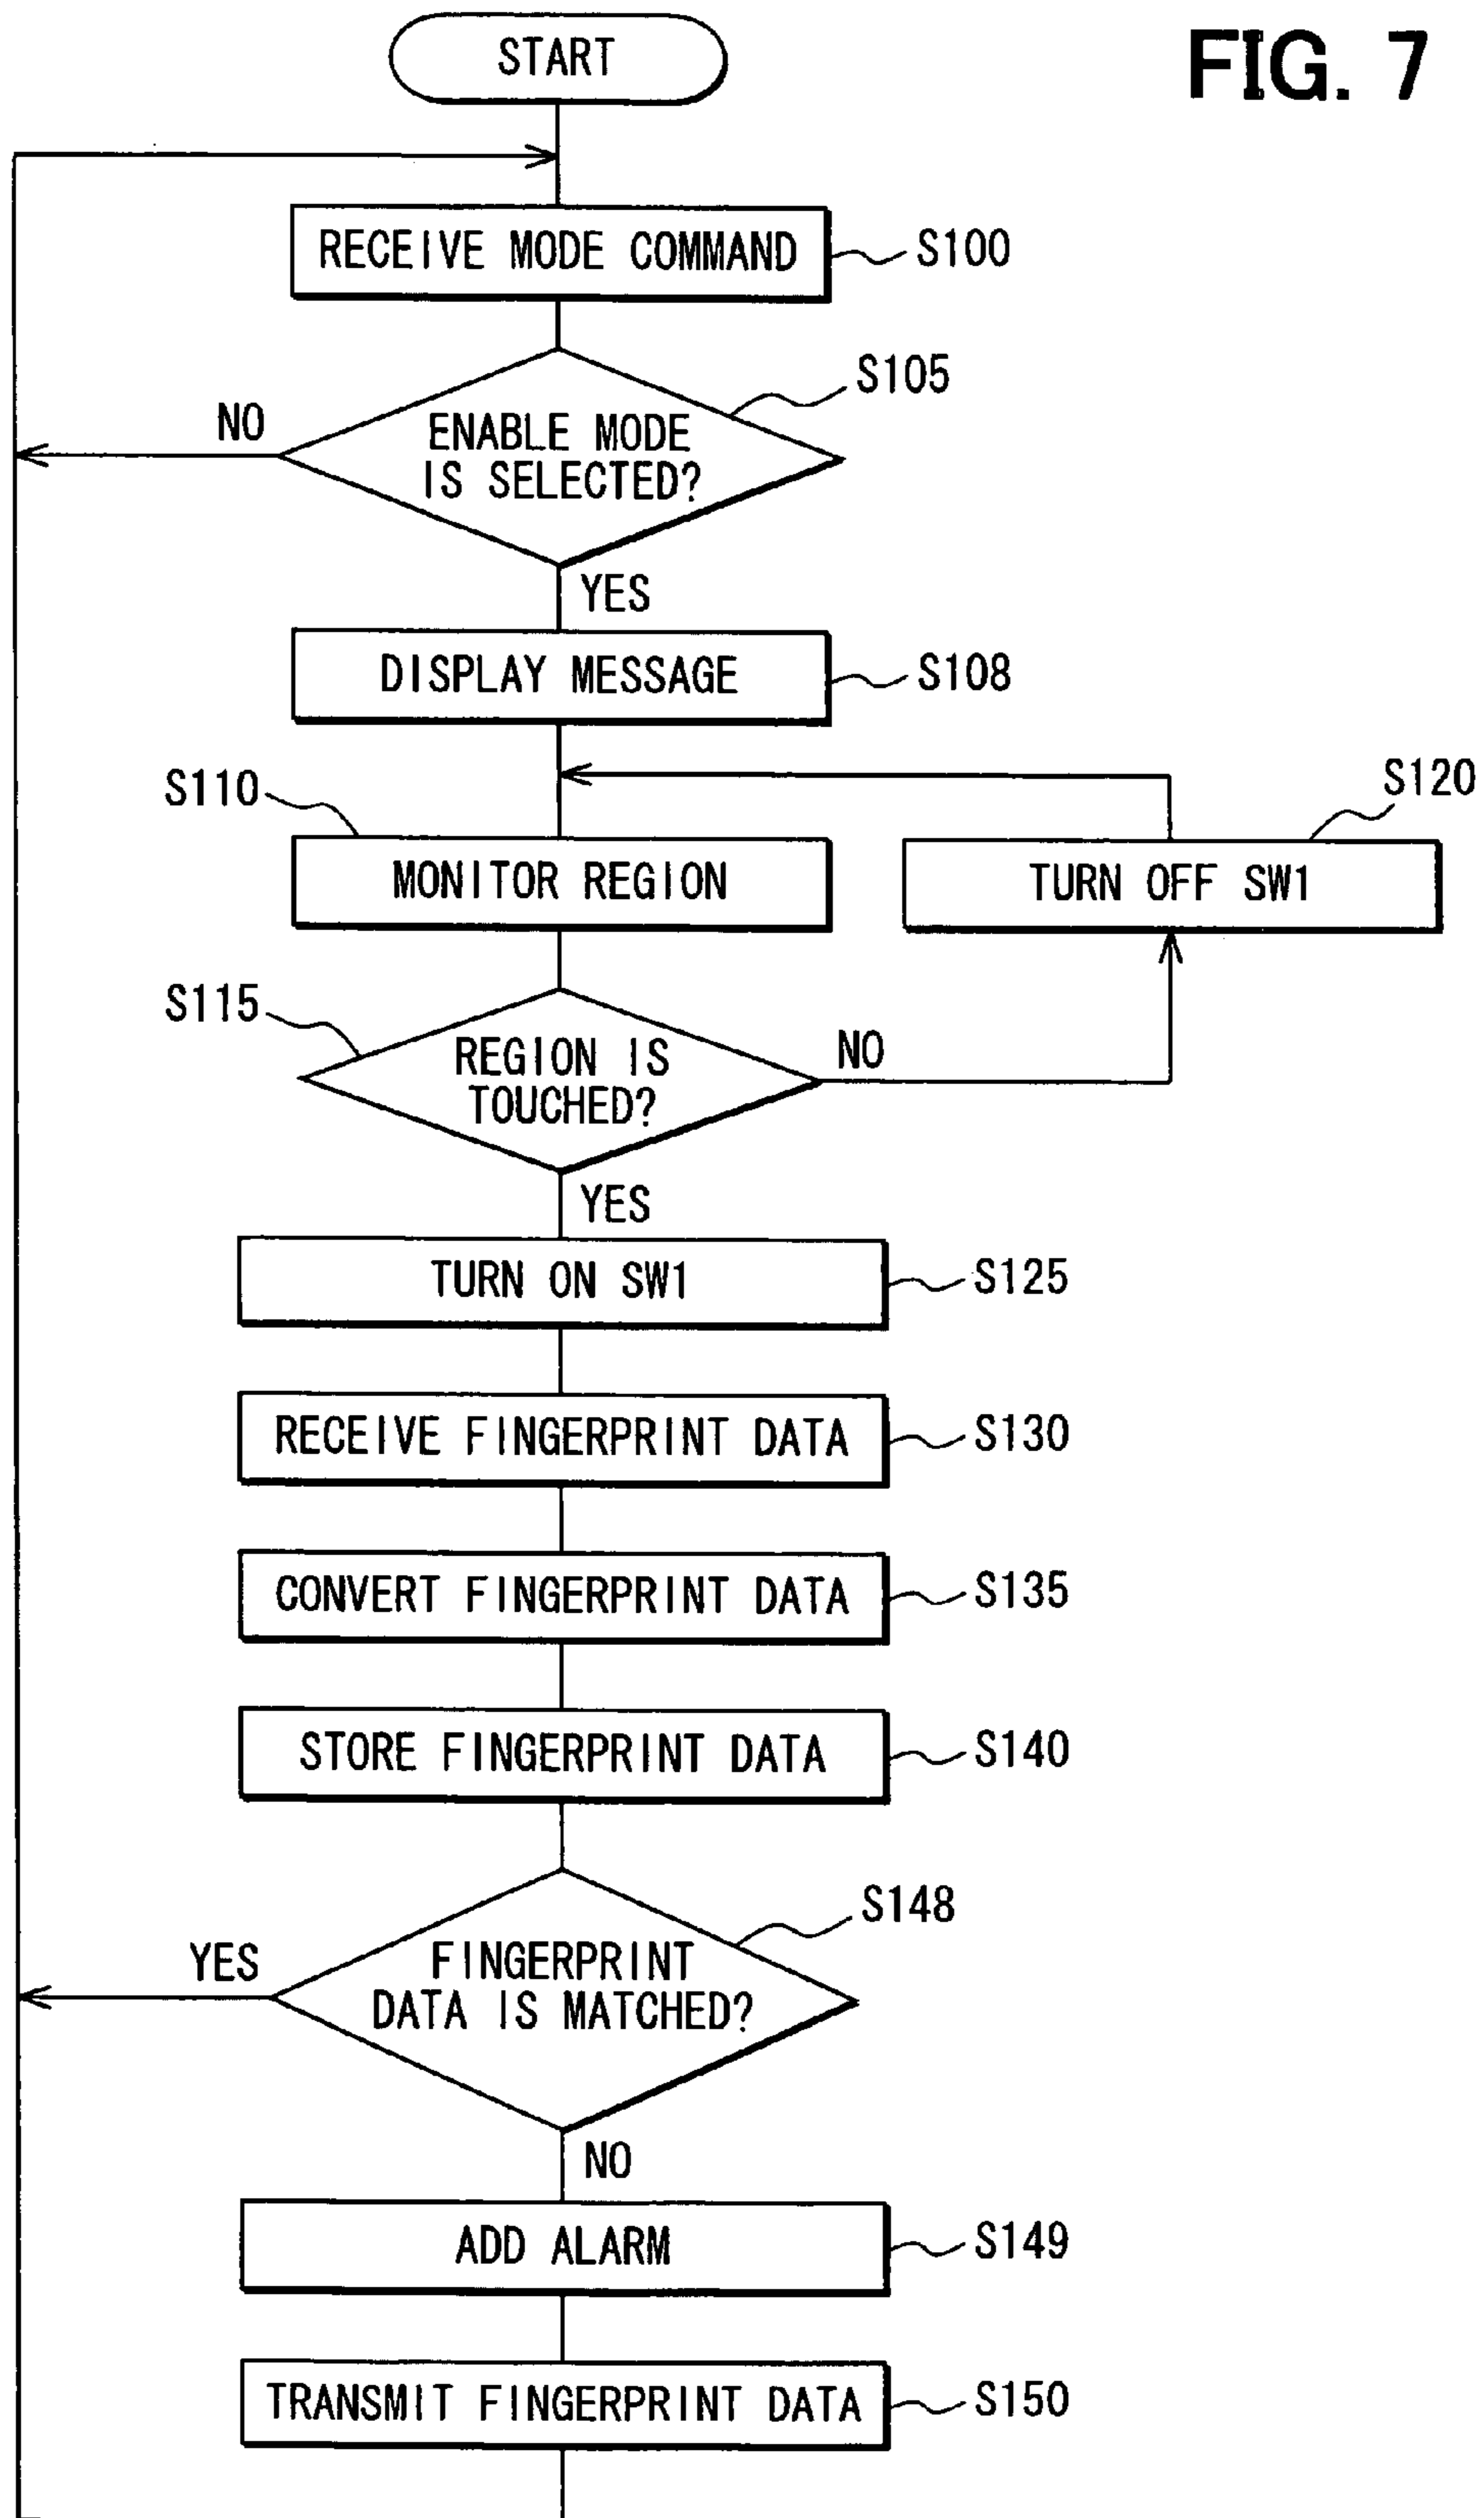 START
FIG. 7
RECEIVE MODE COMMAND
S100
S105
NO
ENABLE MODE
IS SELECTED?
YES
DISPLAY MESSAGE
S108
S110
S120
MONITOR REGION
TURN OFF SW1
S115
REGION IS
TOUCHED?
NO
YES
TURN ON SW1
S125
RECEIVE FINGERPRINT DATA
S130
CONVERT FINGERPRINT DATA
S135
STORE FINGERPRINT DATA
S140
S148
YES
FINGERPRINT
DATA IS MATCHED?
NO
ADD ALARM
S149
TRANSMIT FINGERPRINT DATA
S150